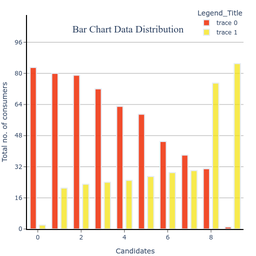 Legend_Title
trace 0
trace 1
Bar Chart Data Distribution
Total no. of consumers
96
80
64
48
32
16
0
0 2 4 6 8
Candidates